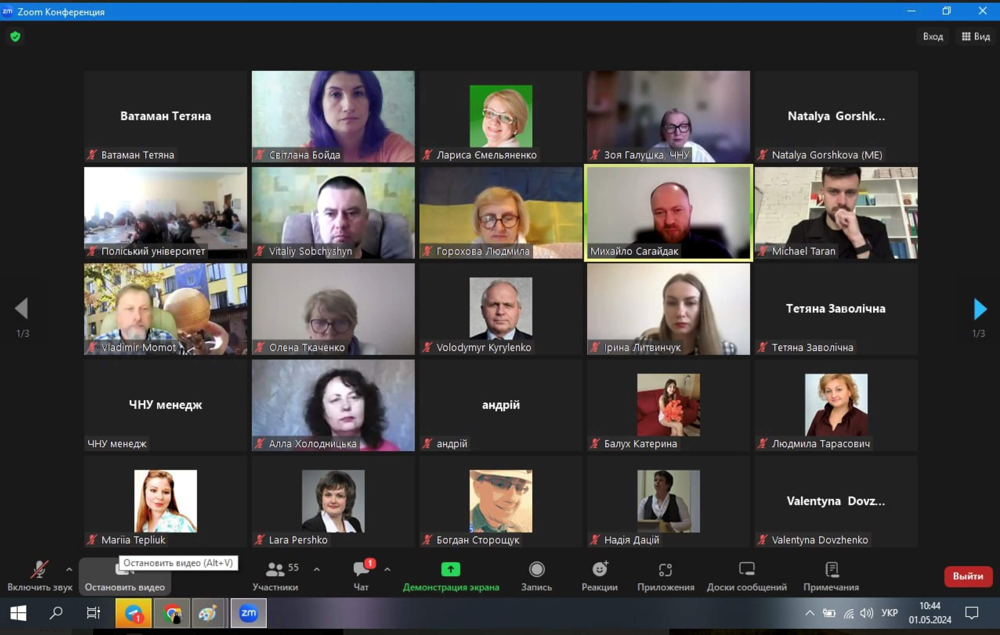 zm Zoom Конференция
Вход
Вид
Ватаман Тетяна
Ватаман Тетяна
Світлана Бойда
Лариса Ємельяненко
Зоя Галушка, ЧНУ
Natalya Gorshk...
Natalya Gorshkova (ME)
Поліський університет
Vitaliy Sobchyshyn
Горохова Людмила
Михайло Сагайдак
Michael Taran
Vladimir Momot
Олена Ткаченко
Volodymyr Kyrylenko
Ірина Литвинчук
Тетяна Заволічна
Тетяна Заволічна
1/3
1/3
ЧНУ менедж
ЧНУ менедж
Алла Холодницька
андрій
андрій
Балух Катерина
Людмила Тарасович
Mariia Tepliuk
Lara Pershko
Богдан Сторощук
Надія Дацій
Valentyna Dovz...
Valentyna Dovzhenko
Остановить видео (Alt+V)
55
1
Включить звук
Остановить видео
Участники
Чат
Демонстрация экрана
Запись
Реакции
Приложения
Доски сообщений
Примечания
Выйти
1
zm
УКР
10:44
01.05.2024